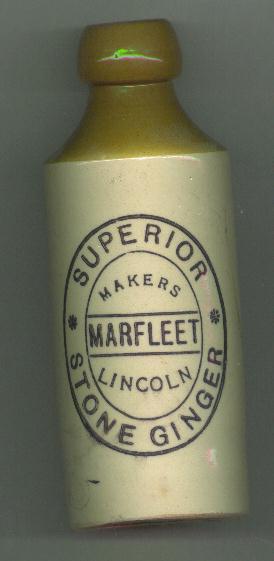 SUPERIOR
MAKERS
MARFLEET
LINCOLN
STONE GINGER